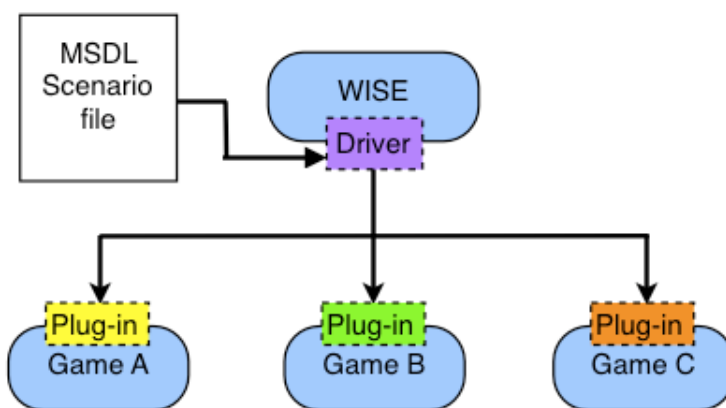 MSDL
Scenario
file
WISE
Driver
Plug-in
Game A
Plug-in
Game B
Plug-in
Game C